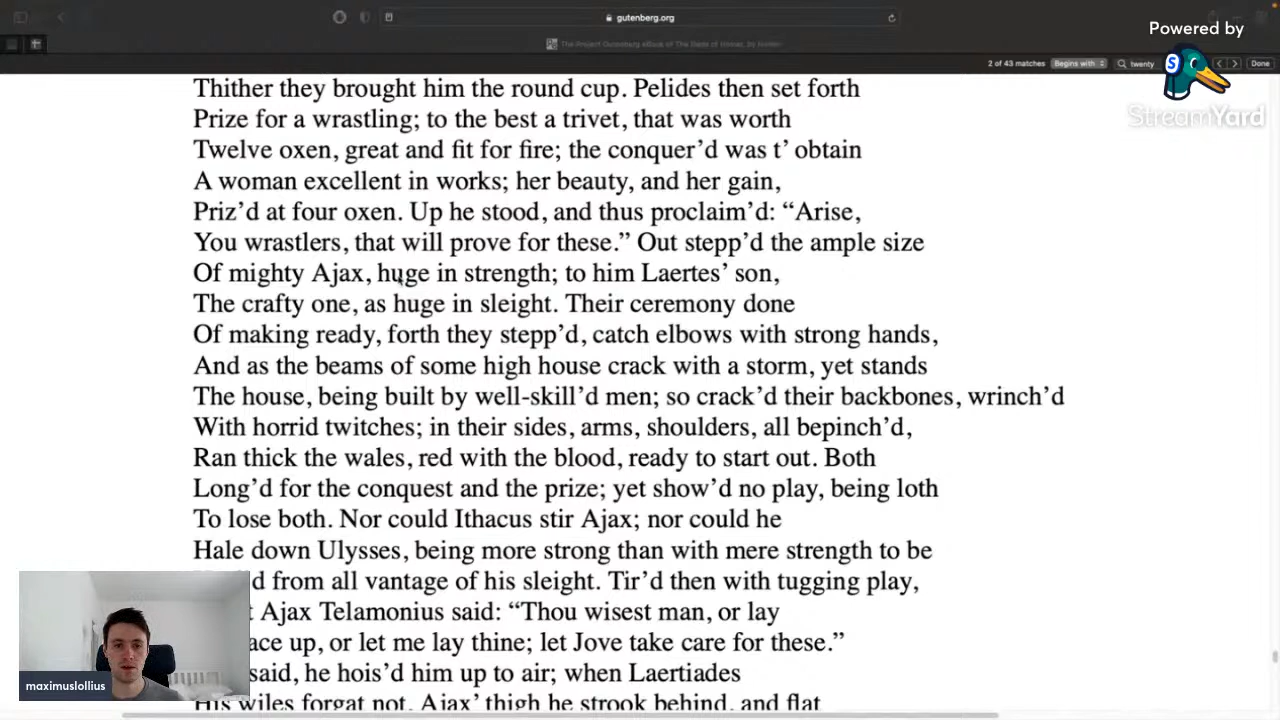 gutenberg.org
The Project Gutenberg eBook of The Iliads of Homer, by Homer
2 of 43 matches Begins with twenty Done
Powered by
StreamYard
Thither they brought him the round cup. Pelides then set forth
Prize for a wrastling; to the best a trivet, that was worth
Twelve oxen, great and fit for fire; the conquer’d was t’ obtain
A woman excellent in works; her beauty, and her gain,
Priz’d at four oxen. Up he stood, and thus proclaim’d: “Arise,
You wrastlers, that will prove for these.” Out stepp’d the ample size
Of mighty Ajax, huge in strength; to him Laertes’ son,
The crafty one, as huge in sleight. Their ceremony done
Of making ready, forth they stepp’d, catch elbows with strong hands,
And as the beams of some high house crack with a storm, yet stands
The house, being built by well-skill’d men; so crack’d their backbones, wrinch’d
With horrid twitches; in their sides, arms, shoulders, all bepinch’d,
Ran thick the wales, red with the blood, ready to start out. Both
Long’d for the conquest and the prize; yet show’d no play, being loth
To lose both. Nor could Ithacus stir Ajax; nor could he
Hale down Ulysses, being more strong than with mere strength to be
from all vantage of his sleight. Tir’d then with tugging play,
Ajax Telamonius said: “Thou wisest man, or lay
up, or let me lay thine; let Jove take care for these.”
said, he hois’d him up to air; when Laertiades
His wiles forgat not, Ajax’ thigh he strook behind, and flat
maximuslollius